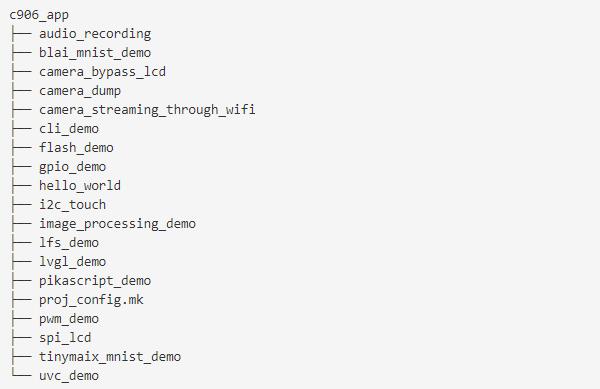 c906_app
├── audio_recording
├── blai_mnist_demo
├── camera_bypass_lcd
├── camera_dump
├── camera_streaming_through_wifi
├── cli_demo
├── flash_demo
├── gpio_demo
├── hello_world
├── i2c_touch
├── image_processing_demo
├── lfs_demo
├── lvgl_demo
├── pikascript_demo
├── proj_config.mk
├── pwm_demo
├── spi_lcd
├── tinymaix_mnist_demo
└── uvc_demo